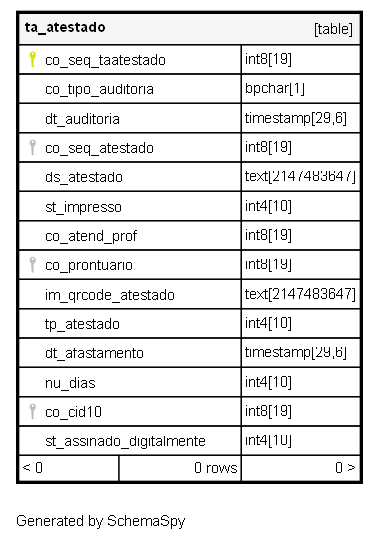 ta_atestado [table]
co_seq_taatestado int8[19]
co_tipo_auditoria bpchar[1]
dt_auditoria timestamp[29,6]
co_seq_atestado int8[19]
ds_atestado text[2147483647]
st_impresso int4[10]
co_atend_prof int8[19]
co_prontuario int8[19]
im_qrcode_atestado text[2147483647]
tp_atestado int4[10]
dt_afastamento timestamp[29,6]
nu_dias int4[10]
co_cid10 int8[19]
st_assinado_digitalmente int4[10]
< 0 0 rows 0 >
Generated by SchemaSpy